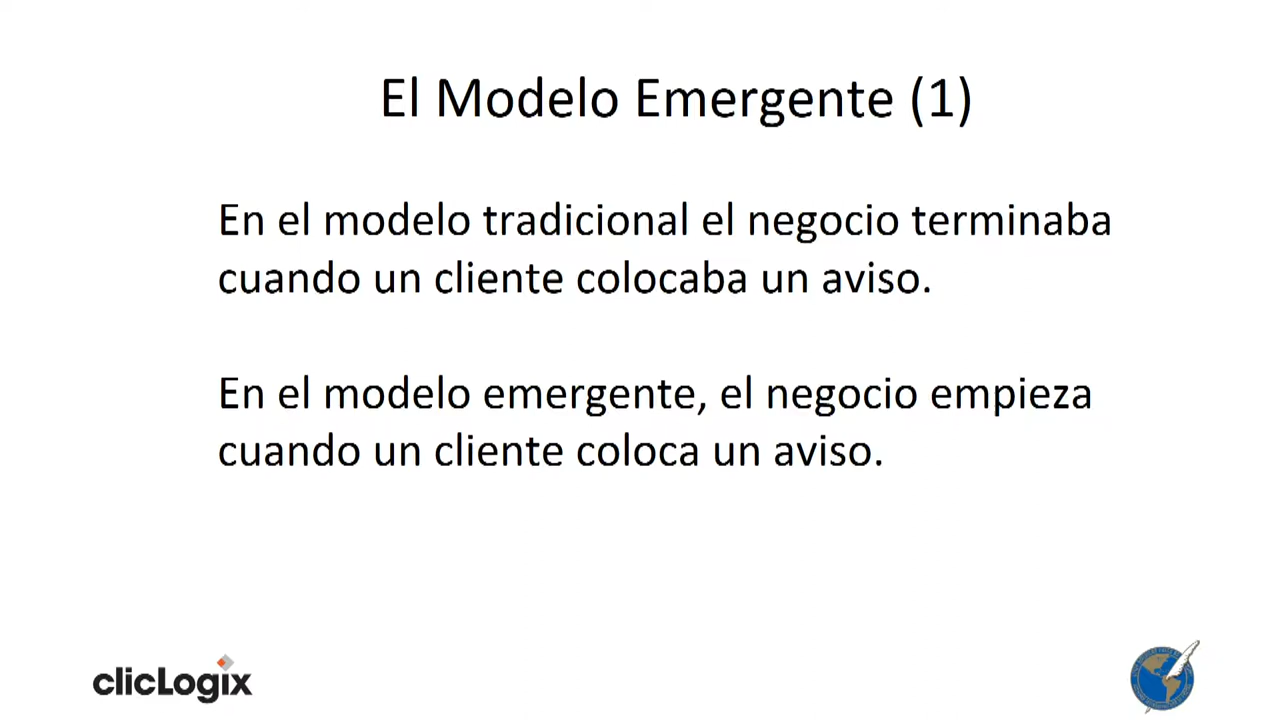 El Modelo Emergente (1)
En el modelo tradicional el negocio terminaba
cuando un cliente colocaba un aviso.
En el modelo emergente, el negocio empieza
cuando un cliente coloca un aviso.
clicLogix